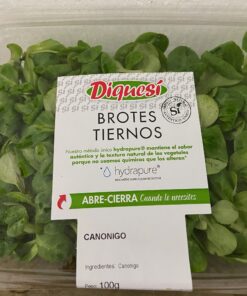 Diquesí
BROTES
TIERNOS
Nuestro método único hydrapure® mantiene el sabor
auténtico y la textura natural de los vegetales
porque no usamos químicos que los alteran
hydrapure®
ABRE-CIERRA Cuando lo necesites
CANONIGO
Ingredientes: Canonigo
Peso: 100g